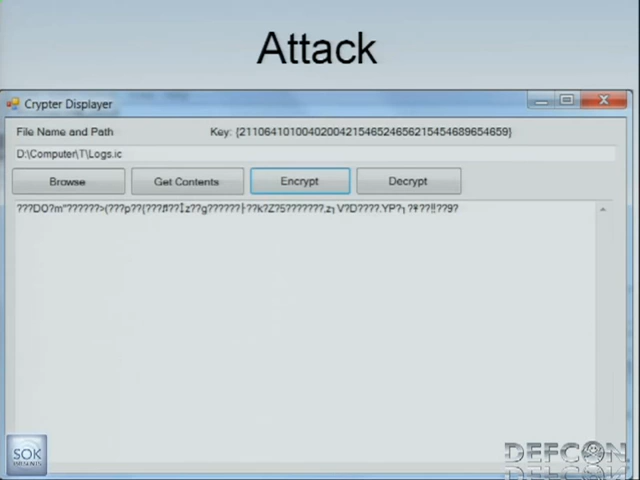 Attack
Crypter Displayer
File Name and Path
Key: {21106410100402004215465246562154546896546 59}
D:\Computer\T\Logs.ic
Browse
Get Contents
Encrypt
Decrypt
SOK
PRESENTS
DEFCON